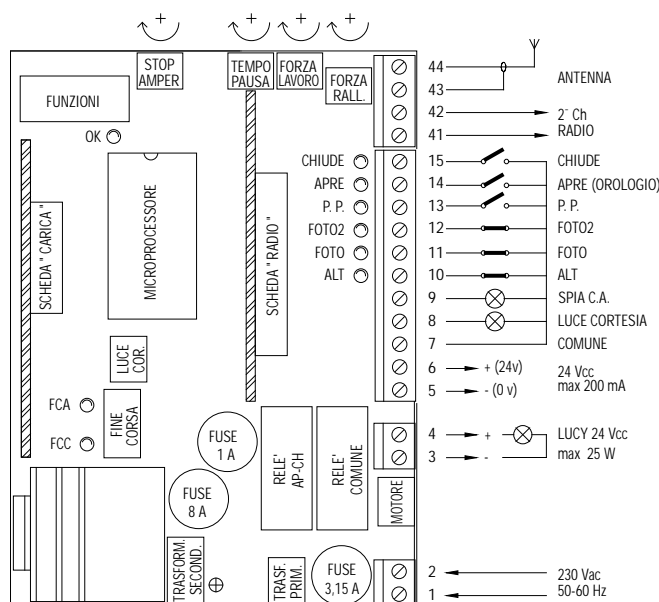 +
+
+
+
STOP
AMPER
TEMPO
PAUSA
FORZA
LAVORO
FORZA
RALL.
FUNZIONI
OK
SCHEDA " CARICA "
MICROPROCESSORE
SCHEDA " RADIO "
CHIUDE
APRE
P. P.
FOTO2
FOTO
ALT
LUCE
COR.
FCA
FCC
FINE
CORSA
FUSE
1 A
FUSE
8 A
RELE'
AP-CH
RELE'
COMUNE
MOTORE
TRASFORM.
SECOND.
TRASF.
PRIM.
FUSE
3,15 A
44
43
ANTENNA
42
2ˉ Ch
41
RADIO
15 CHIUDE
14 APRE (OROLOGIO)
13 P. P.
12 FOTO2
11 FOTO
10 ALT
9 SPIA C.A.
8 LUCE CORTESIA
7 COMUNE
6 + (24v)
5 - (0 v)
24 Vcc
max 200 mA
4 + LUCY 24 Vcc
3 - max 25 W
2 230 Vac
1 50-60 Hz